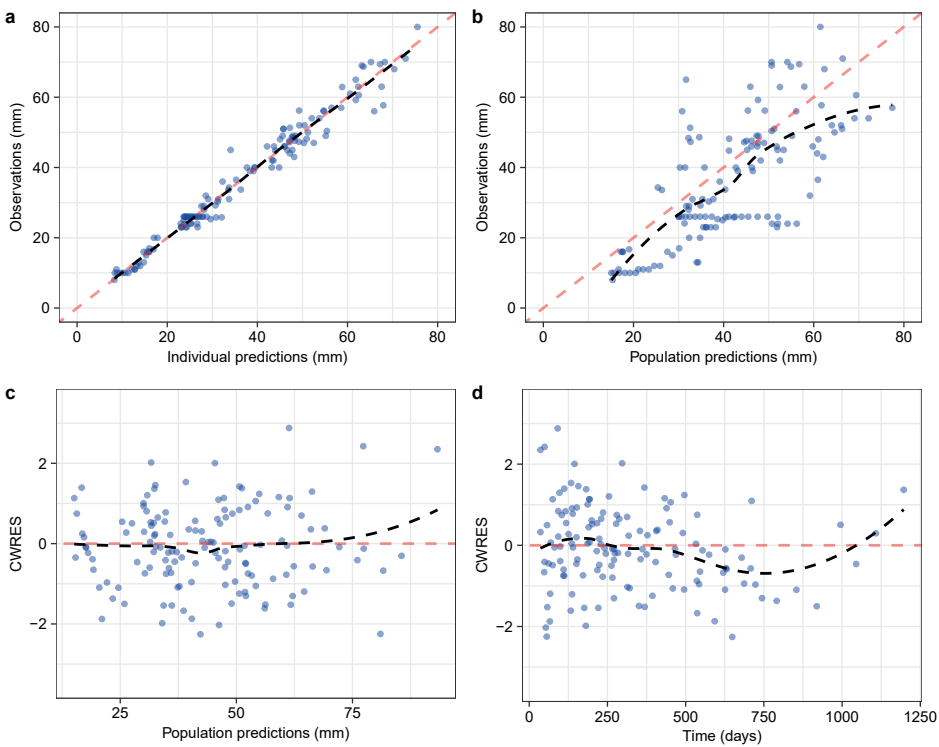 a
80
60
40
20
0
Observations (mm)
0 20 40 60 80
Individual predictions (mm)
b
80
60
40
20
0
Observations (mm)
0 20 40 60 80
Population predictions (mm)
c
2
0
−2
CWRES
25 50 75
Population predictions (mm)
d
2
0
−2
CWRES
0 250 500 750 1000 1250
Time (days)